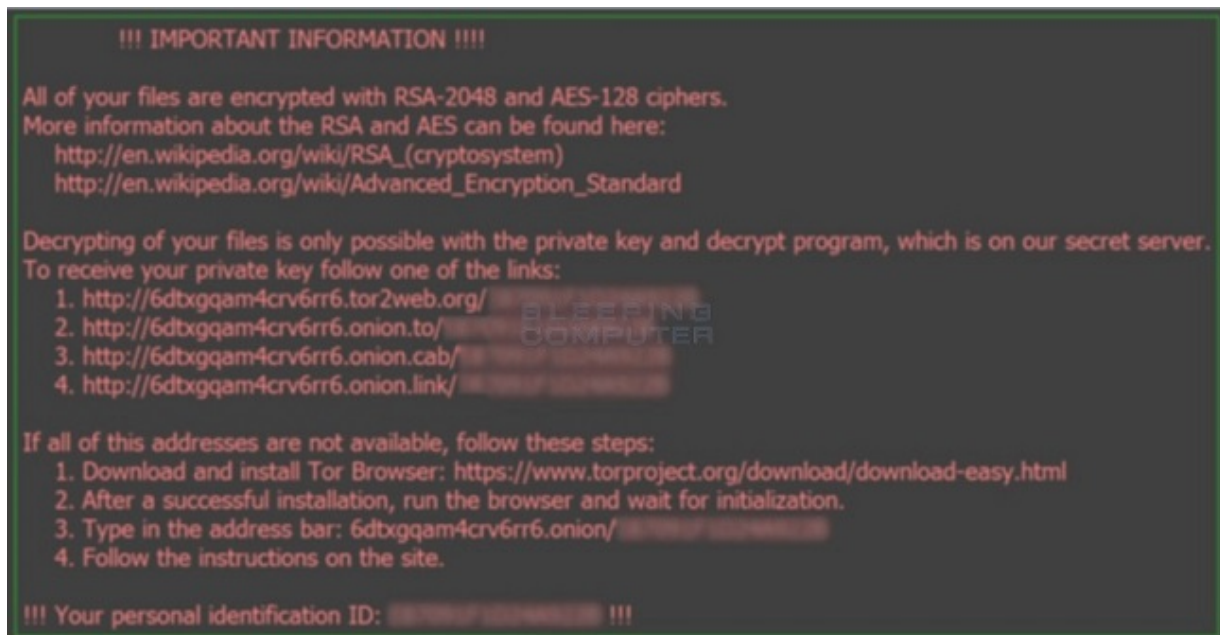 !!! IMPORTANT INFORMATION !!!!
All of your files are encrypted with RSA-2048 and AES-128 ciphers.
More information about the RSA and AES can be found here:
http://en.wikipedia.org/wiki/RSA_(cryptosystem)
http://en.wikipedia.org/wiki/Advanced_Encryption_Standard
Decrypting of your files is only possible with the private key and decrypt program, which is on our secret server.
To receive your private key follow one of the links:
1. http://6dtxgqam4crv6rr6.tor2web.org/
2. http://6dtxgqam4crv6rr6.onion.to/
3. http://6dtxgqam4crv6rr6.onion.cab/
4. http://6dtxgqam4crv6rr6.onion.link/
BLEEPING
COMPUTER
If all of this addresses are not available, follow these steps:
1. Download and install Tor Browser: https://www.torproject.org/download/download-easy.html
2. After a successful installation, run the browser and wait for initialization.
3. Type in the address bar: 6dtxgqam4crv6rr6.onion/
4. Follow the instructions on the site.
!!! Your personal identification ID: !!!